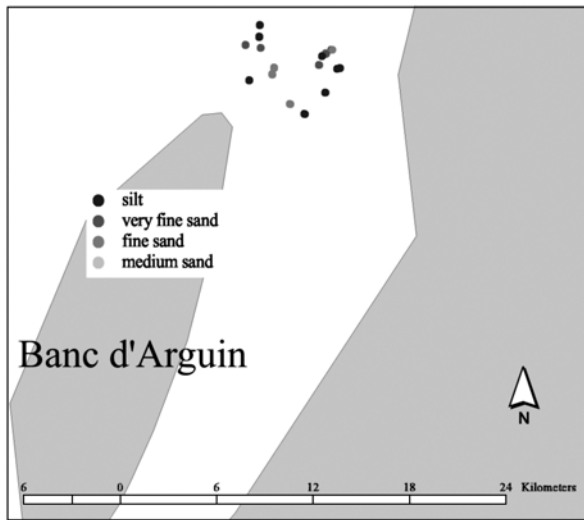 silt
very fine sand
fine sand
medium sand
Banc d'Arguin
N
6 0 6 12 18 24 Kilometers